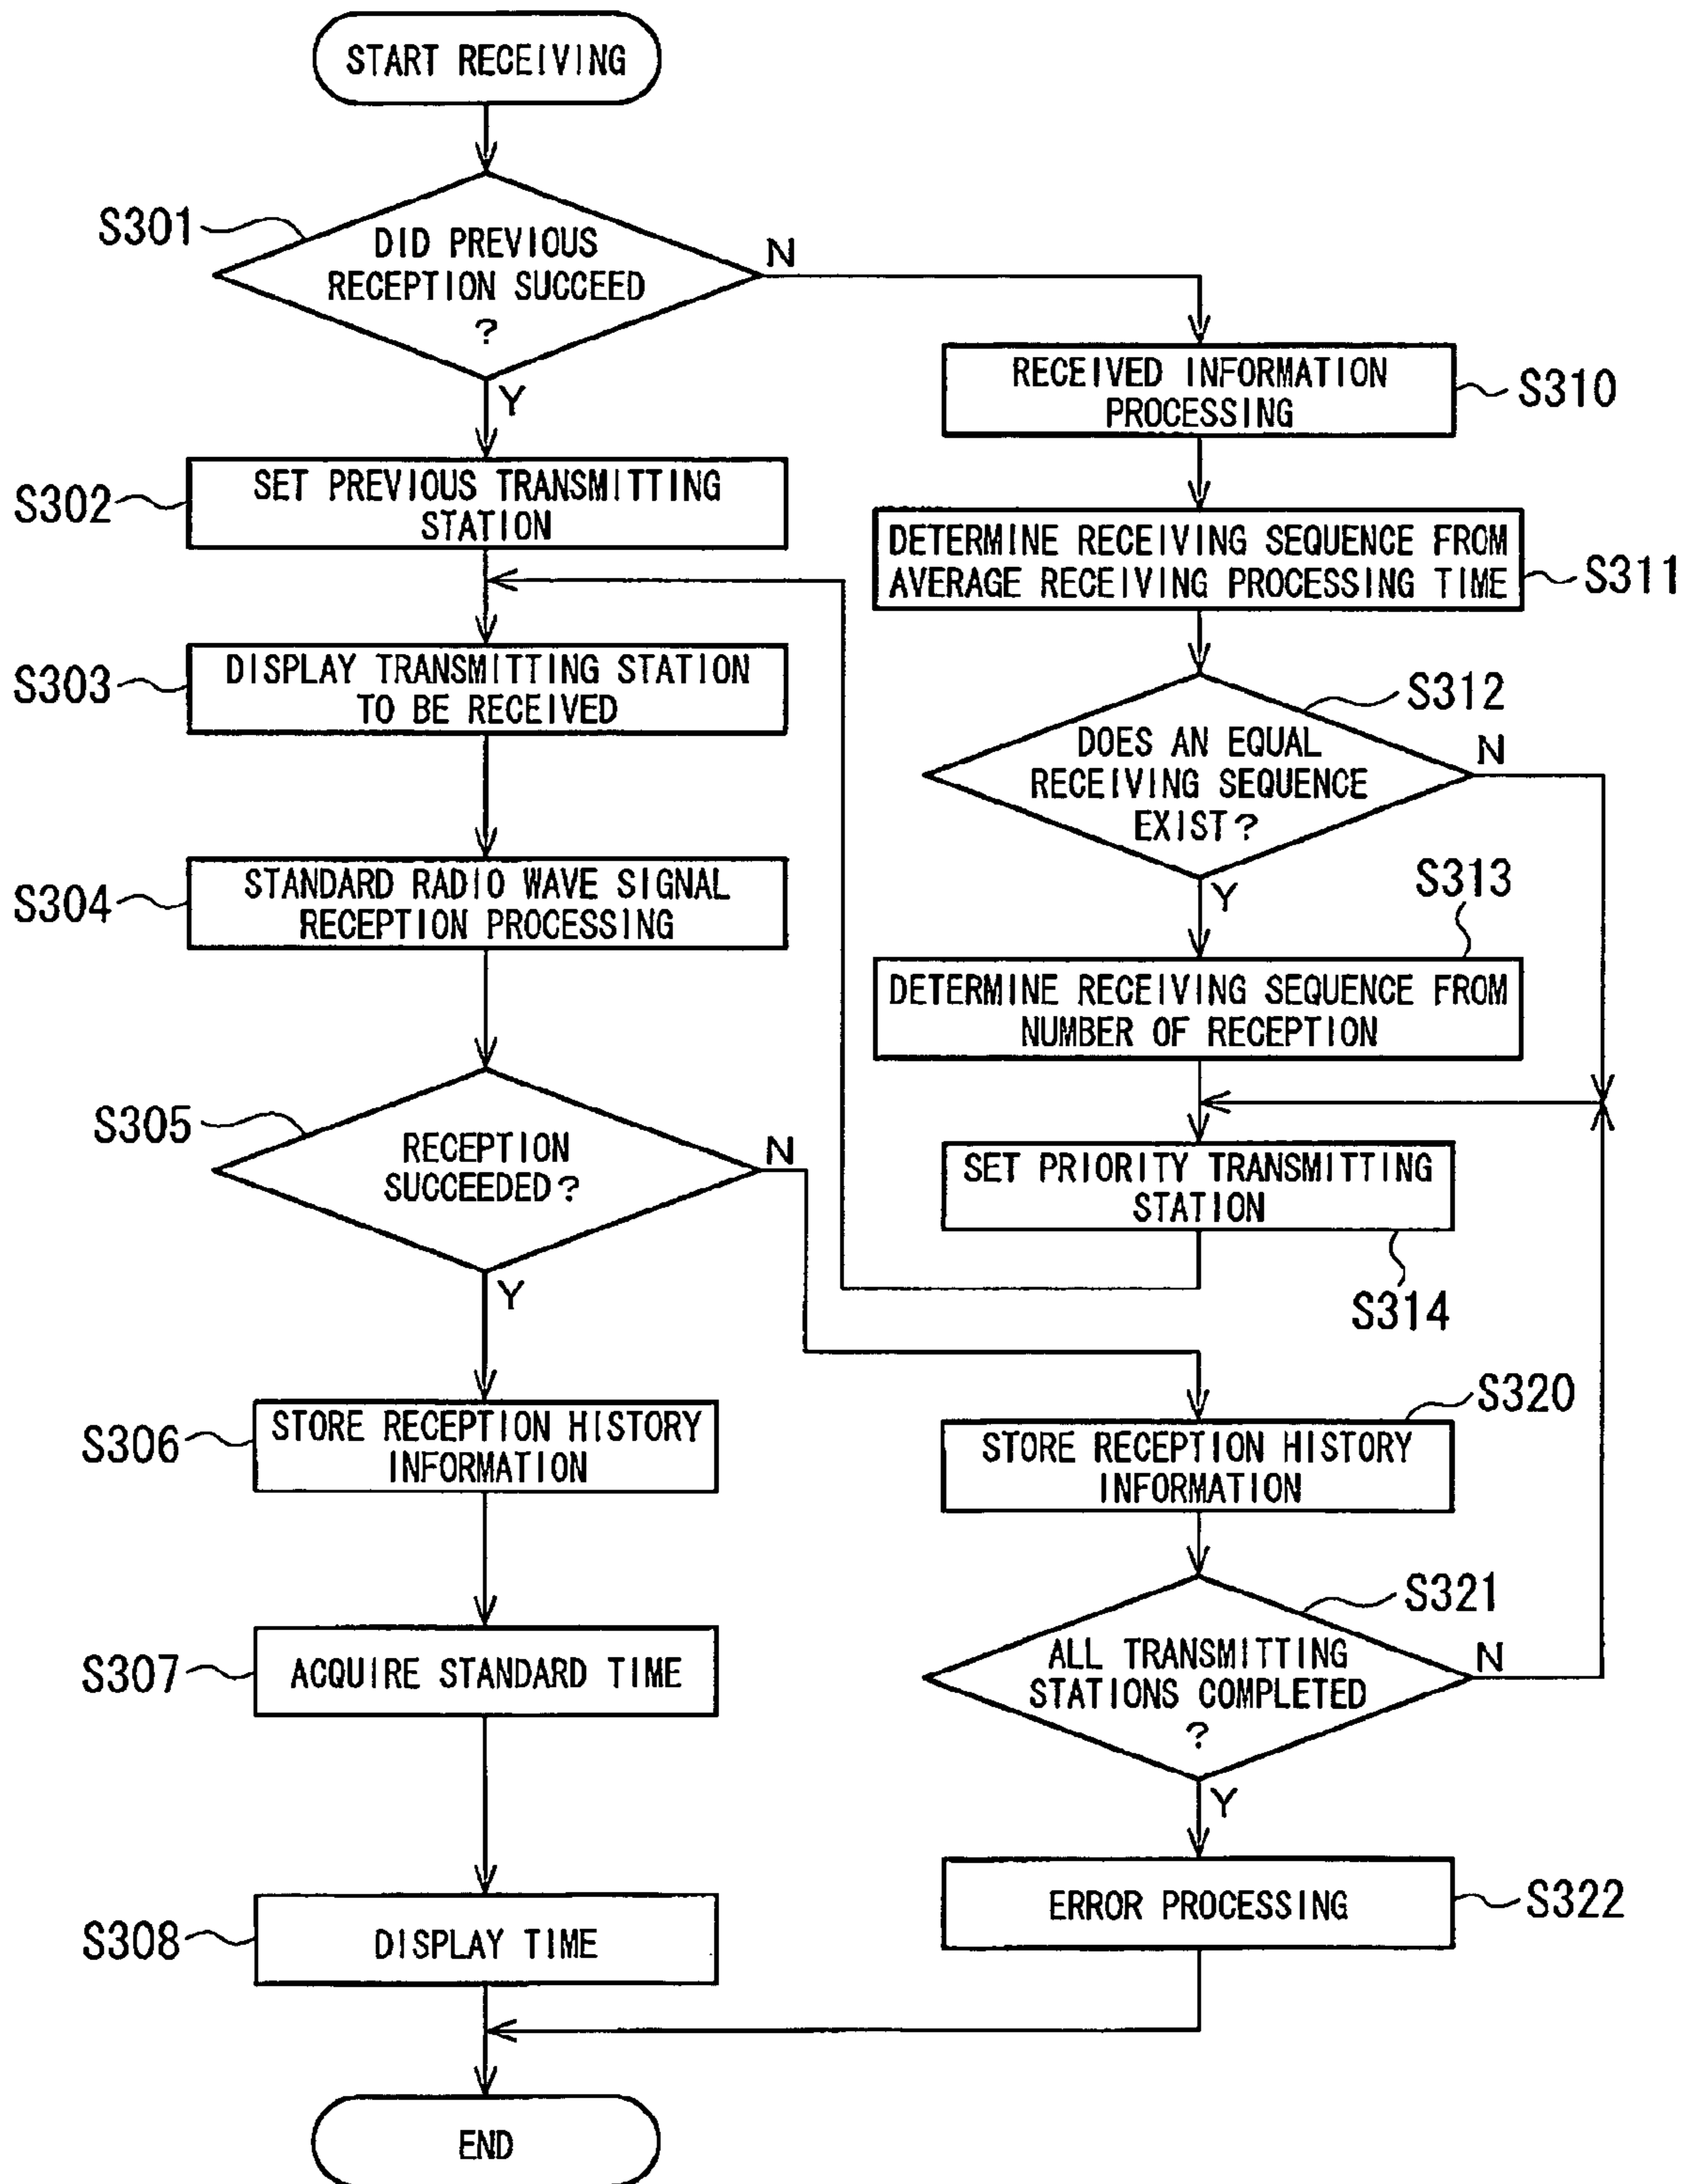 START RECEIVING
S301
DID PREVIOUS
RECEPTION SUCCEED
?
N
Y
S302
SET PREVIOUS TRANSMITTING
STATION
S303
DISPLAY TRANSMITTING STATION
TO BE RECEIVED
S304
STANDARD RADIO WAVE SIGNAL
RECEPTION PROCESSING
S305
RECEPTION
SUCCEEDED?
N
Y
S306
STORE RECEPTION HISTORY
INFORMATION
S307
ACQUIRE STANDARD TIME
S308
DISPLAY TIME
END
RECEIVED INFORMATION
PROCESSING
S310
DETERMINE RECEIVING SEQUENCE FROM
AVERAGE RECEIVING PROCESSING TIME
S311
S312
DOES AN EQUAL
RECEIVING SEQUENCE
EXIST?
N
Y
S313
DETERMINE RECEIVING SEQUENCE FROM
NUMBER OF RECEPTION
SET PRIORITY TRANSMITTING
STATION
S314
S320
STORE RECEPTION HISTORY
INFORMATION
S321
ALL TRANSMITTING
STATIONS COMPLETED
?
N
Y
ERROR PROCESSING
S322